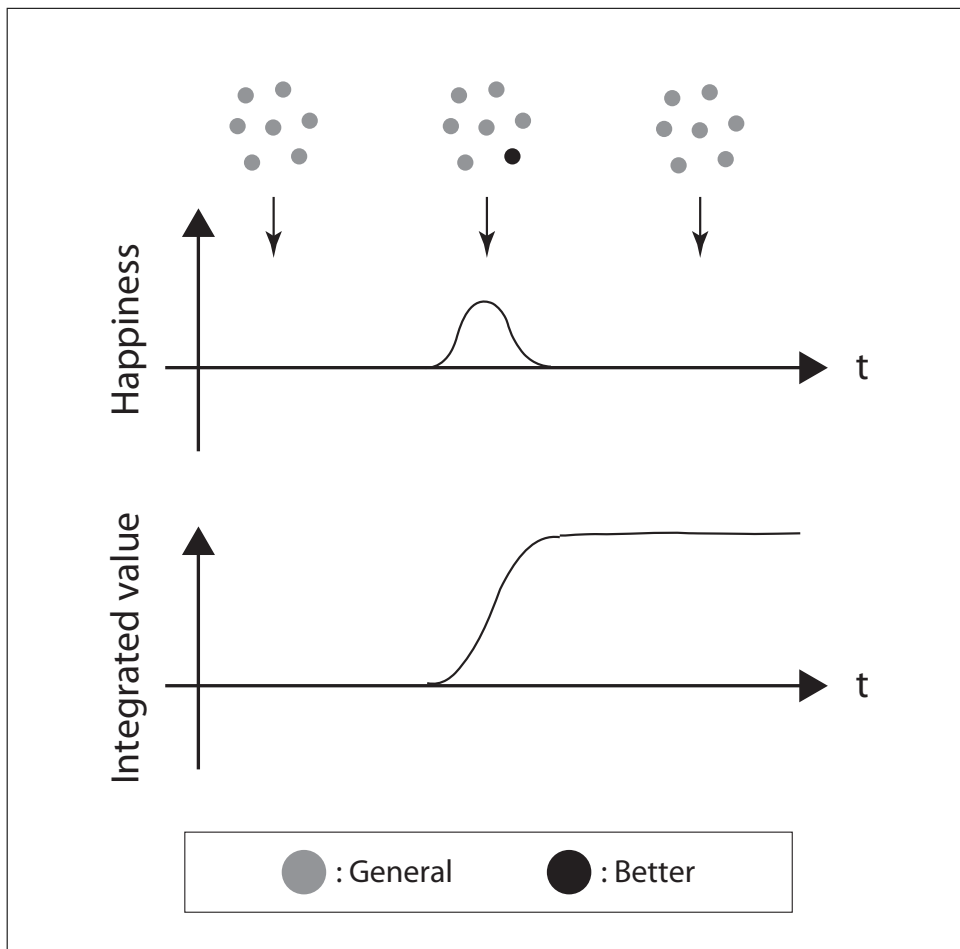 Happiness
t
Integrated value
t
: General
: Better